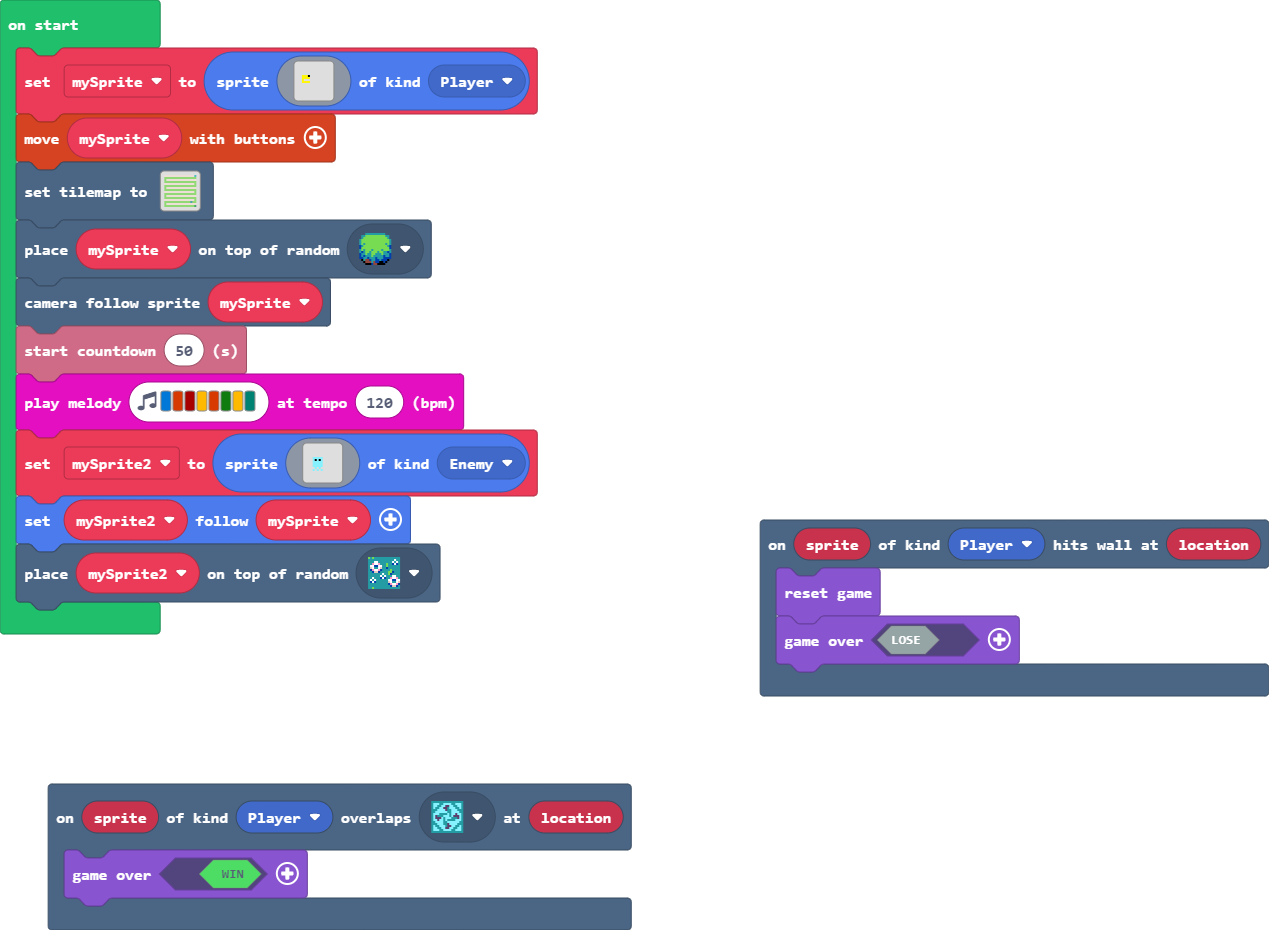 on start
set mySprite to sprite of kind Player
move mySprite with buttons
set tilemap to
place mySprite on top of random
camera follow sprite mySprite
start countdown 50 (s)
play melody at tempo 120 (bpm)
set mySprite2 to sprite of kind Enemy
set mySprite2 follow mySprite
place mySprite2 on top of random
on sprite of kind Player hits wall at location
reset game
game over LOSE
on sprite of kind Player overlaps at location
game over WIN